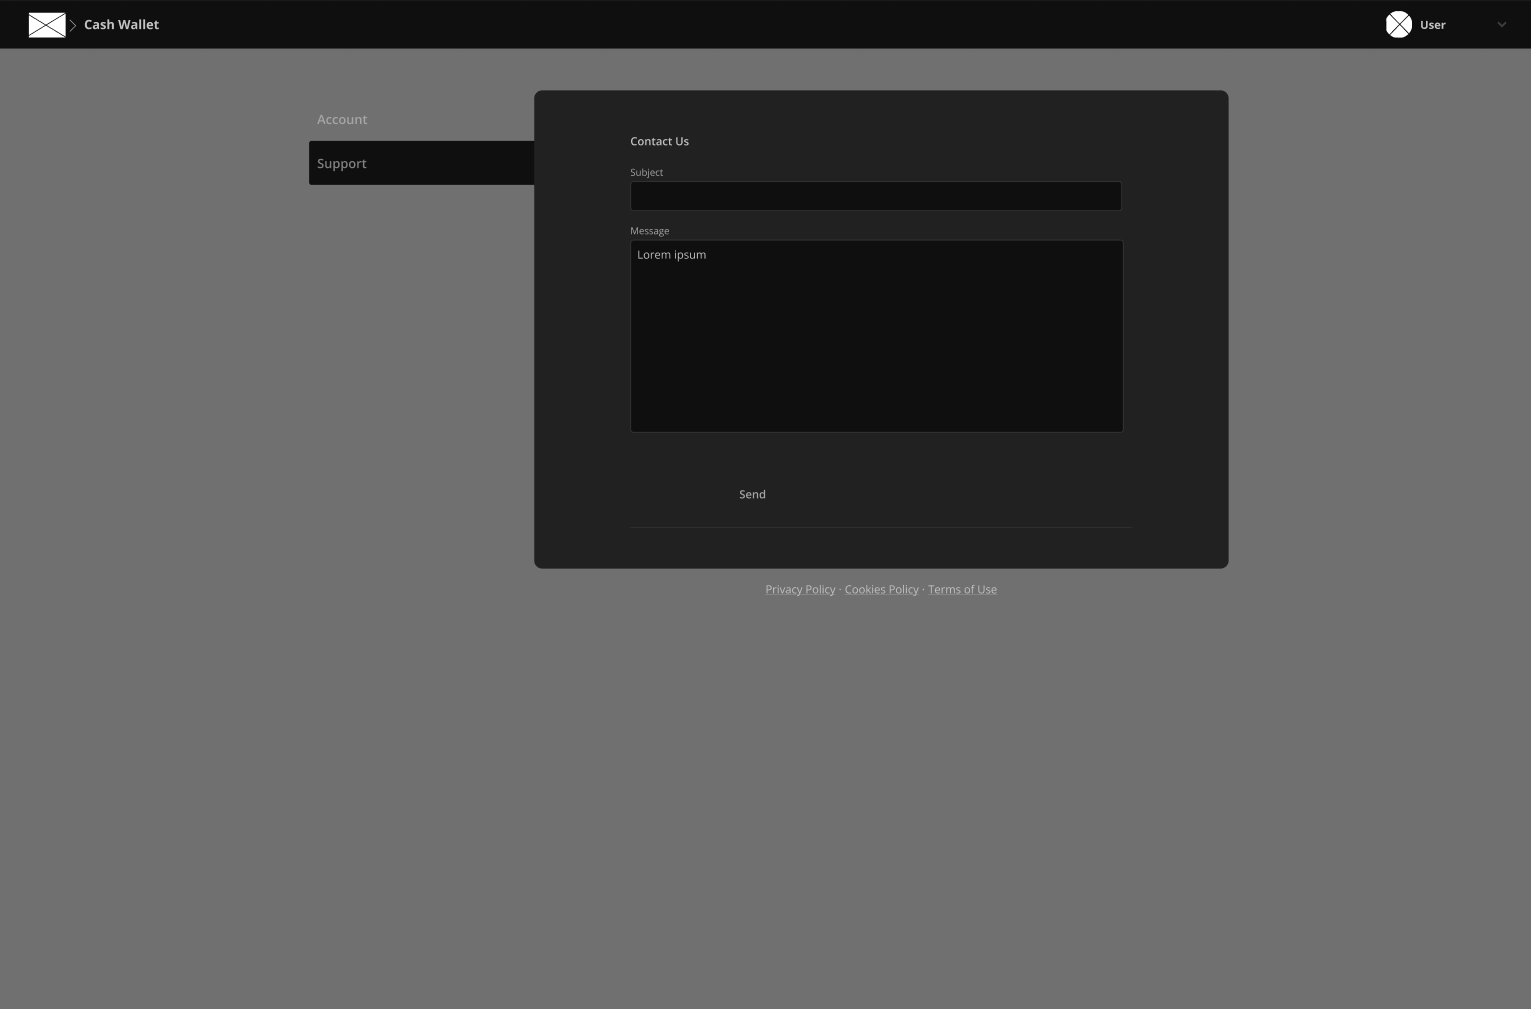 Cash Wallet
User
Account
Support
Contact Us
Subject
Message
Lorem ipsum
Send
Privacy Policy · Cookies Policy · Terms of Use